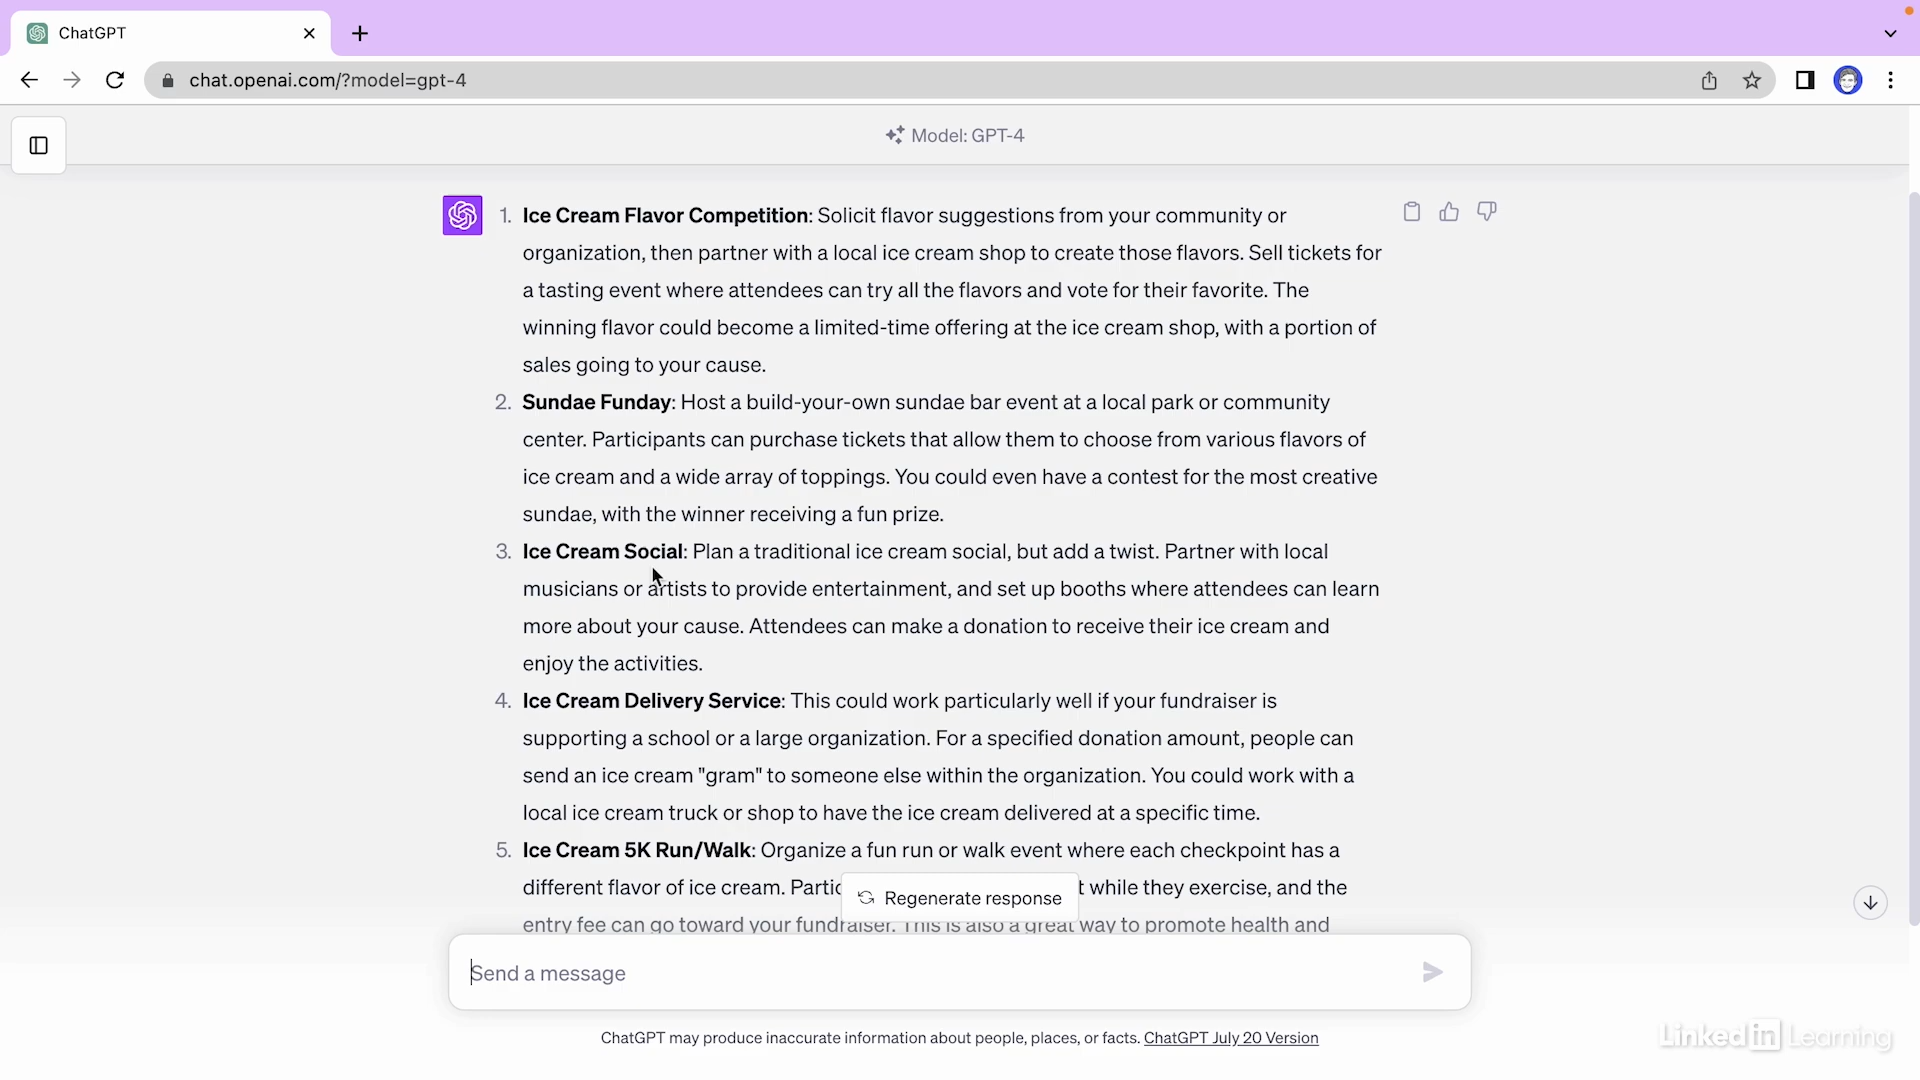 ChatGPT
chat.openai.com/?model=gpt-4
Model: GPT-4
1. Ice Cream Flavor Competition: Solicit flavor suggestions from your community or
organization, then partner with a local ice cream shop to create those flavors. Sell tickets for
a tasting event where attendees can try all the flavors and vote for their favorite. The
winning flavor could become a limited-time offering at the ice cream shop, with a portion of
sales going to your cause.
2. Sundae Funday: Host a build-your-own sundae bar event at a local park or community
center. Participants can purchase tickets that allow them to choose from various flavors of
ice cream and a wide array of toppings. You could even have a contest for the most creative
sundae, with the winner receiving a fun prize.
3. Ice Cream Social: Plan a traditional ice cream social, but add a twist. Partner with local
musicians or artists to provide entertainment, and set up booths where attendees can learn
more about your cause. Attendees can make a donation to receive their ice cream and
enjoy the activities.
4. Ice Cream Delivery Service: This could work particularly well if your fundraiser is
supporting a school or a large organization. For a specified donation amount, people can
send an ice cream "gram" to someone else within the organization. You could work with a
local ice cream truck or shop to have the ice cream delivered at a specific time.
5. Ice Cream 5K Run/Walk: Organize a fun run or walk event where each checkpoint has a
different flavor of ice cream. Partic t while they exercise, and the
Regenerate response
entry fee can go toward your fundraiser. This is also a great way to promote health and
Send a message
ChatGPT may produce inaccurate information about people, places, or facts. ChatGPT July 20 Version
Linked in Learning